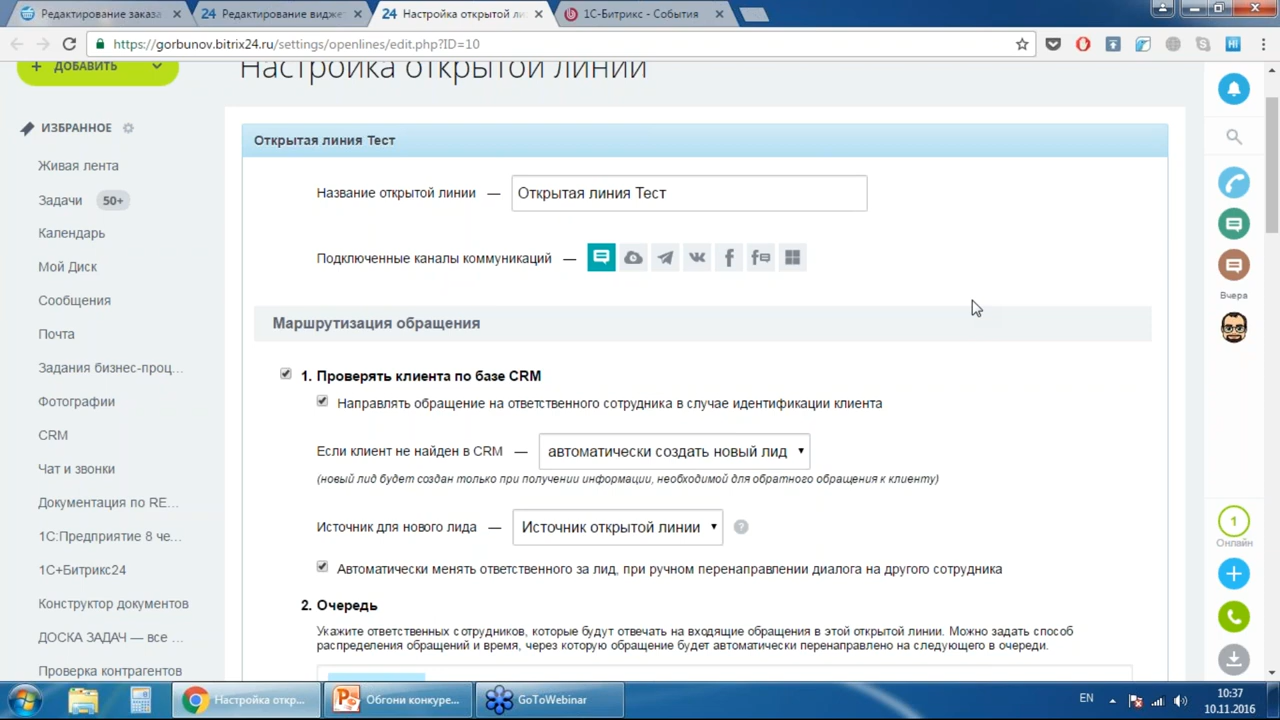 Редактирование заказа
24 Редактирование виджет
24 Настройка открытой ли
1С-Битрикс - События
https://gorbunov.bitrix24.ru/settings/openlines/edit.php?ID=10
ДОБАВИТЬ
Настройка открытой линии
ИЗБРАННОЕ
Живая лента
Задачи 50+
Календарь
Мой Диск
Сообщения
Почта
Задания бизнес-проц...
Фотографии
CRM
Чат и звонки
Документация по RE...
1С:Предприятие 8 че...
1С+Битрикс24
Конструктор документов
ДОСКА ЗАДАЧ — все ...
Проверка контрагентов
Открытая линия Тест
Название открытой линии — Открытая линия Тест
Подключенные каналы коммуникаций —
Маршрутизация обращения
1. Проверять клиента по базе CRM
Направлять обращение на ответственного сотрудника в случае идентификации клиента
Если клиент не найден в CRM — автоматически создать новый лид
(новый лид будет создан только при получении информации, необходимой для обратного обращения к клиенту)
Источник для нового лида — Источник открытой линии ?
Автоматически менять ответственного за лид, при ручном перенаправлении диалога на другого сотрудника
2. Очередь
Укажите ответственных сотрудников, которые будут отвечать на входящие обращения в этой открытой линии. Можно задать способ
распределения обращений и время, через которую обращение будет автоматически перенаправлено на следующего в очереди.
Hi
Вчера
1
Онлайн
Настройка откр...
Обгони конкуре...
GoToWebinar
EN
10:37
10.11.2016